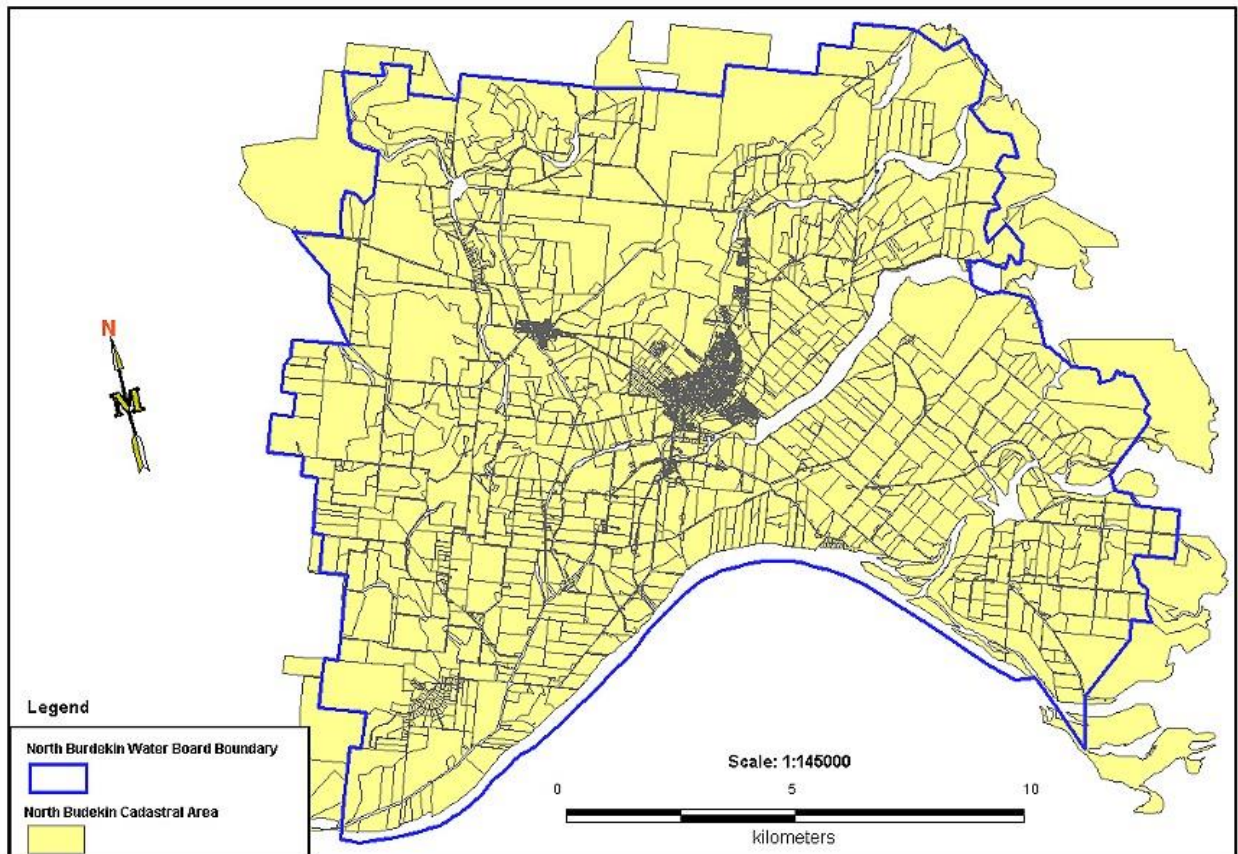 N
M
Legend
North Burdekin Water Board Boundary
North Budekin Cadastral Area
Scale: 1:145000
0 5 10
kilometers